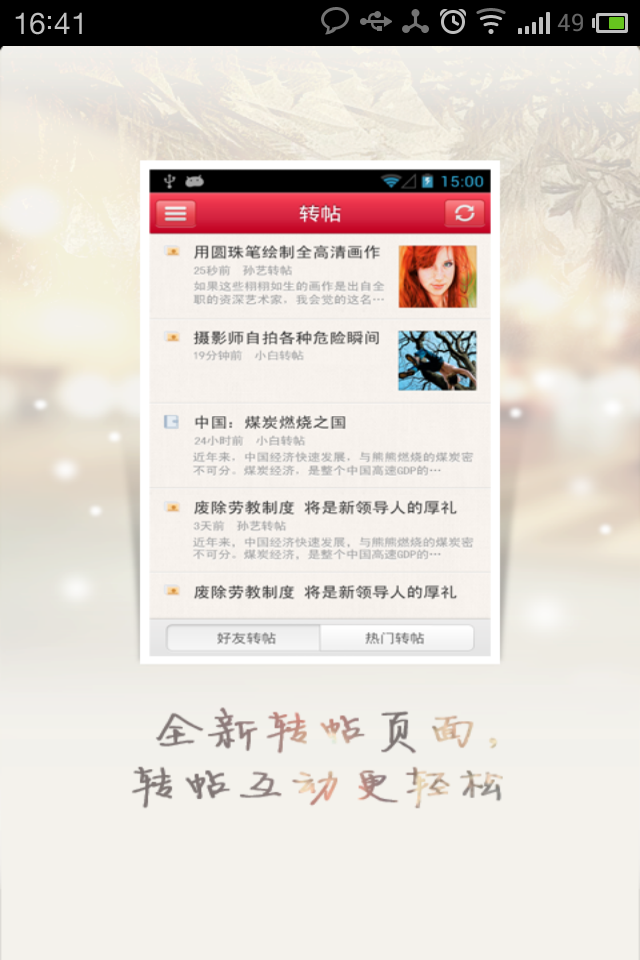 16:41
49
15:00
转帖
用圆珠笔绘制全高清画作
25秒前 孙艺转帖
如果这些栩栩如生的画作是出自全
职的资深艺术家，我会觉的这名…
摄影师自拍各种危险瞬间
19分钟前 小白转帖
中国：煤炭燃烧之国
24小时前 小白转帖
近年来，中国经济快速发展，与熊熊燃烧的煤炭密
不可分。煤炭经济，是整个中国高速GDP的…
废除劳教制度 将是新领导人的厚礼
3天前 孙艺转帖
近年来，中国经济快速发展，与熊熊燃烧的煤炭密
不可分。煤炭经济，是整个中国高速GDP的…
废除劳教制度 将是新领导人的厚礼
好友转帖
热门转帖
全新转帖页面，
转帖互动更轻松